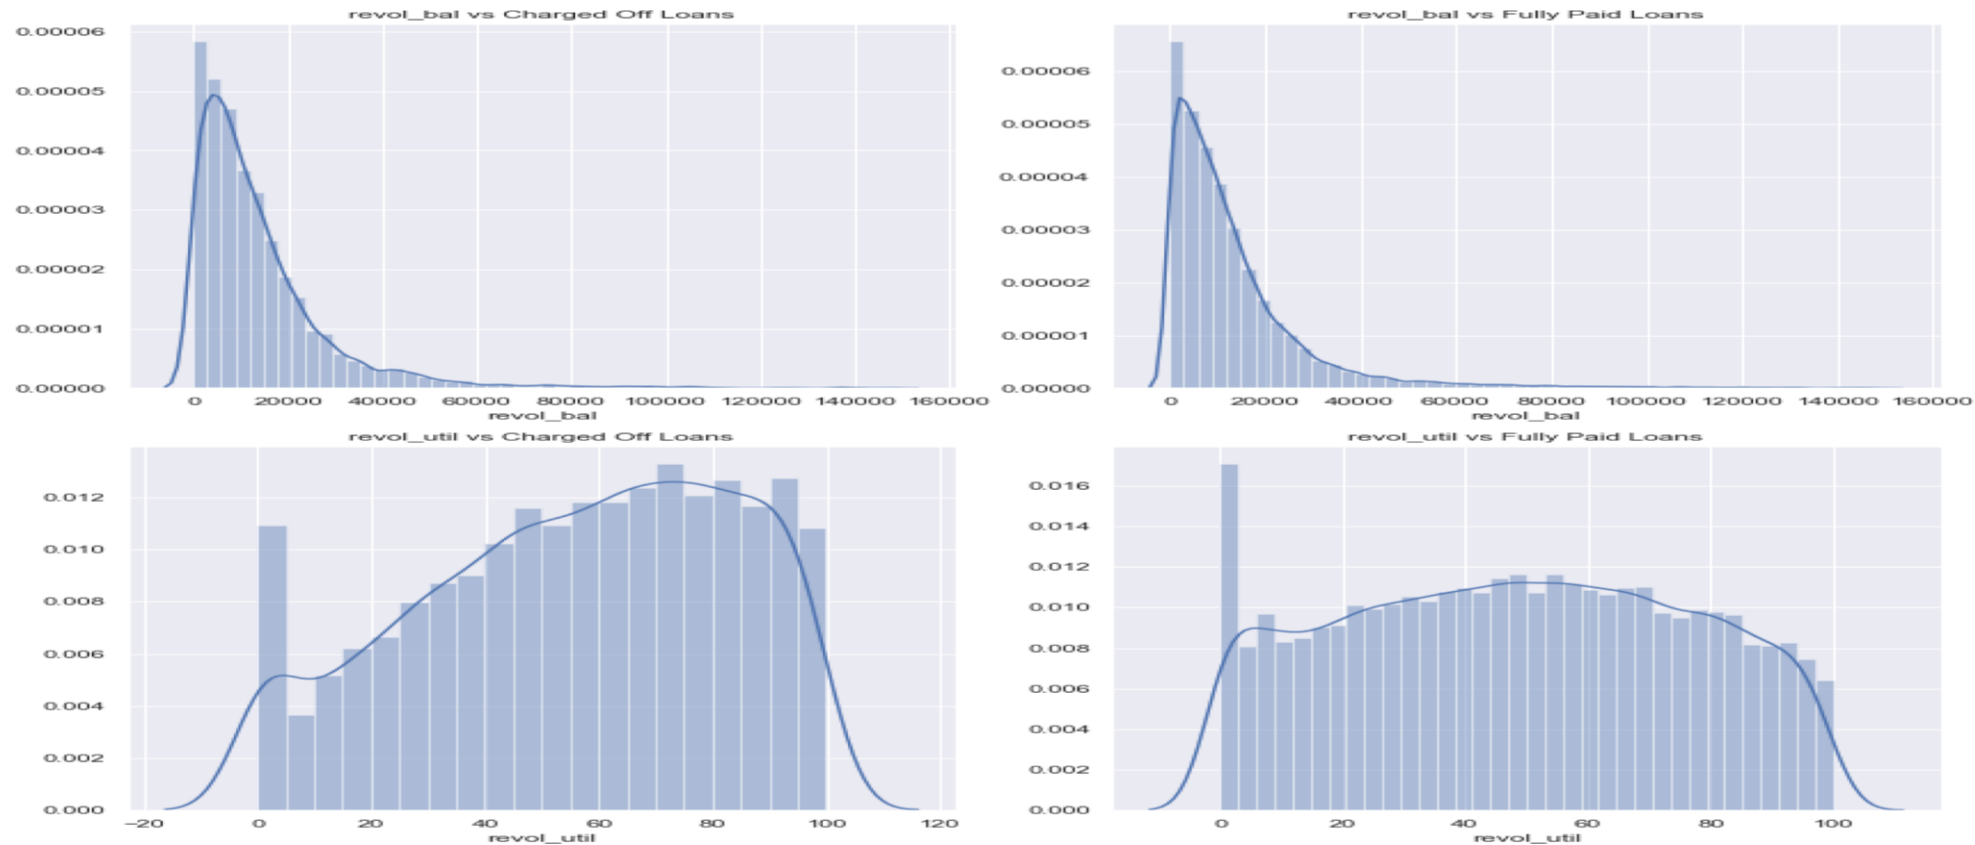 revol_bal vs Charged Off Loans
0.00006
0.00005
0.00004
0.00003
0.00002
0.00001
0.00000
0 20000 40000 60000 80000 100000 120000 140000 160000
revol_bal
revol_bal vs Fully Paid Loans
0.00006
0.00005
0.00004
0.00003
0.00002
0.00001
0.00000
0 20000 40000 60000 80000 100000 120000 140000 160000
revol_bal
revol_util vs Charged Off Loans
0.012
0.010
0.008
0.006
0.004
0.002
0.000
−20 0 20 40 60 80 100 120
revol_util
revol_util vs Fully Paid Loans
0.016
0.014
0.012
0.010
0.008
0.006
0.004
0.002
0.000
0 20 40 60 80 100
revol_util